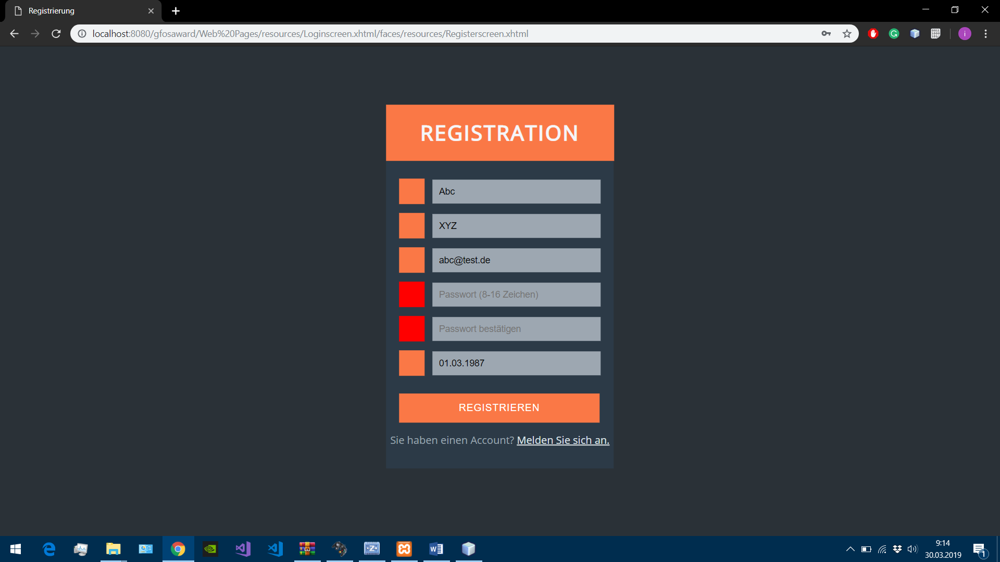 Registrierung
localhost:8080/gfosaward/Web%20Pages/resources/Loginscreen.xhtml/faces/resources/Registerscreen.xhtml
i
REGISTRATION
Abc
XYZ
abc@test.de
Passwort (8-16 Zeichen)
Passwort bestätigen
01.03.1987
REGISTRIEREN
Sie haben einen Account? Melden Sie sich an.
9:14
30.03.2019
1